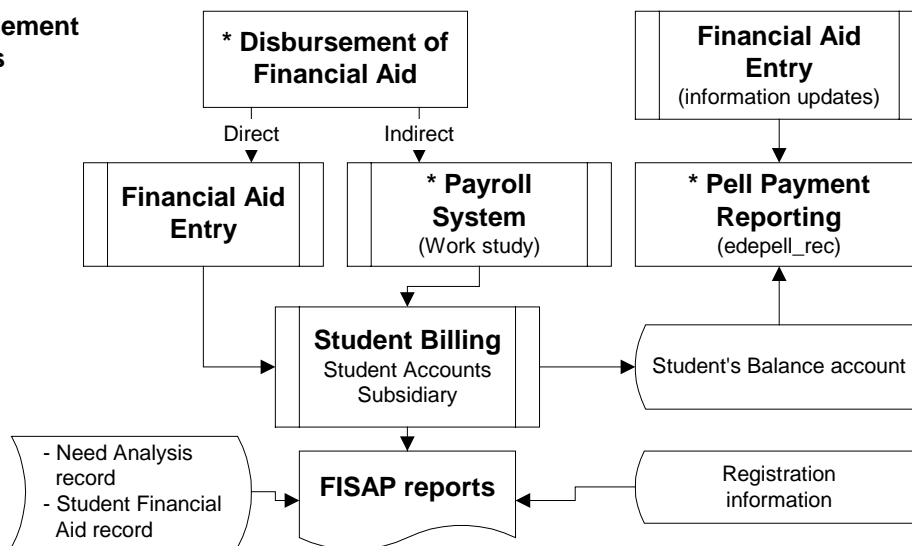 ement
s
* Disbursement of
Financial Aid
Financial Aid
Entry
(information updates)
Direct
Indirect
Financial Aid
Entry
* Payroll
System
(Work study)
* Pell Payment
Reporting
(edepell_rec)
Student Billing
Student Accounts
Subsidiary
Student's Balance account
- Need Analysis
record
- Student Financial
Aid record
FISAP reports
Registration
information